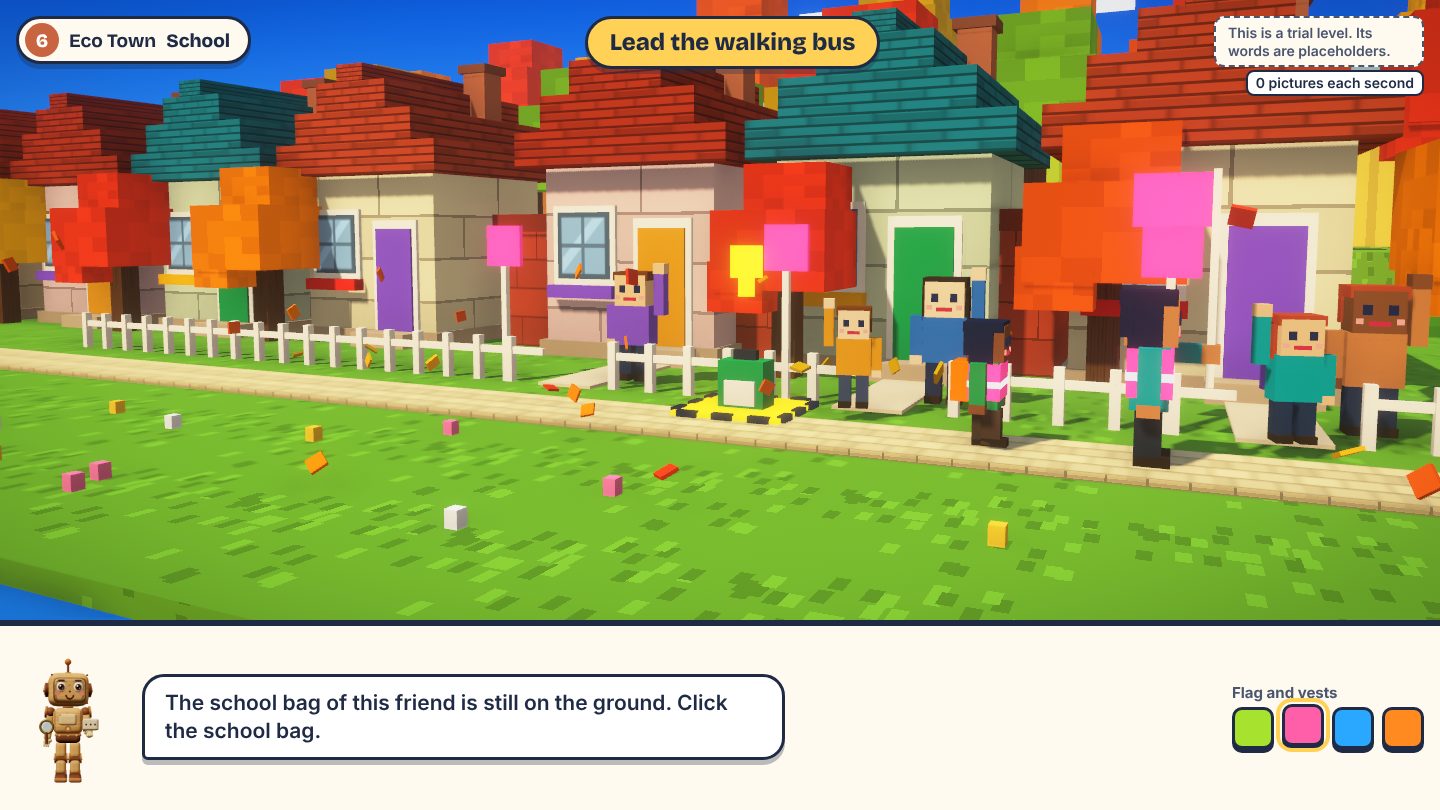 6 Eco Town School
Lead the walking bus
This is a trial level. Its
words are placeholders.
0 pictures each second
The school bag of this friend is still on the ground. Click
the school bag.
Flag and vests